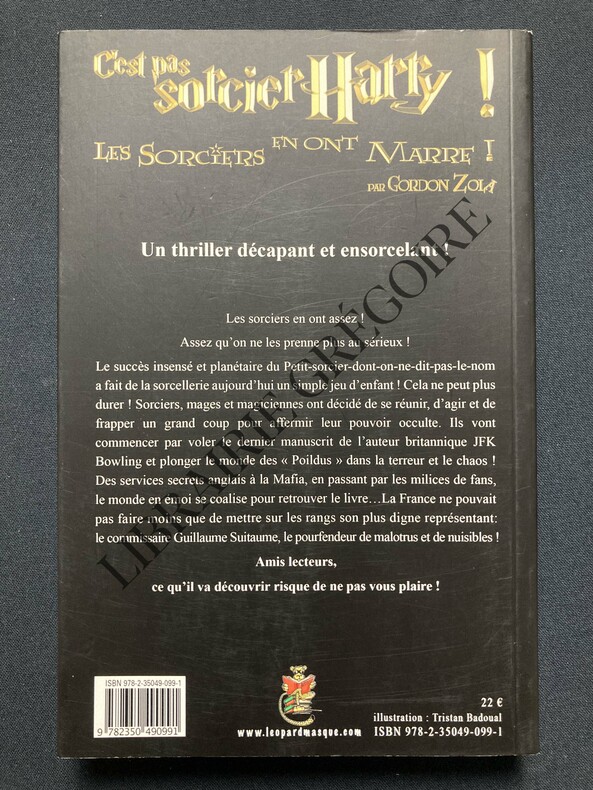 C'est pas
sorcier Harry !
LES SORCIERS EN ONT MARRE !
PAR GORDON ZOLA
Un thriller décapant et ensorcelant !
Les sorciers en ont assez !
Assez qu'on ne les prenne plus au sérieux !
Le succès insensé et planétaire du Petit-sorcier-dont-on-ne-dit-pas-le-nom
a fait de la sorcellerie aujourd'hui un simple jeu d'enfant ! Cela ne peut plus
durer ! Sorciers, mages et magiciennes ont décidé de se réunir, d'agir et de
frapper un grand coup pour affermir leur pouvoir occulte. Ils vont
commencer par voler le dernier manuscrit de l'auteur britannique JFK
Bowling et plonger le monde des « Poildus » dans la terreur et le chaos !
Des services secrets anglais à la Mafia, en passant par les milices de fans,
le monde en émoi se coalise pour retrouver le livre…La France ne pouvait
pas faire moins que de mettre sur les rangs son plus digne représentant:
le commissaire Guillaume Suitaume, le pourfendeur de malotrus et de nuisibles !
Amis lecteurs,
ce qu'il va découvrir risque de ne pas vous plaire !
LIBRAIRIE GRÉGOIRE
ISBN 978-2-35049-099-1
9 782350 490991
www.leopardmasque.com
22 €
illustration : Tristan Badoual
ISBN 978-2-35049-099-1